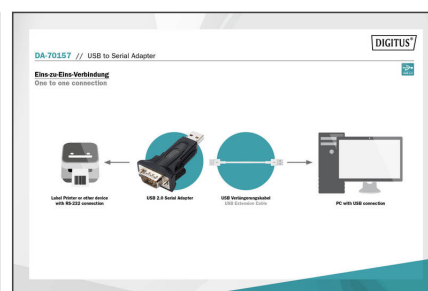 DIGITUS®
DA-70157 // USB to Serial Adapter
Eins-zu-Eins-Verbindung
One to one connection
Label Printer or other device
with RS-232 connection
USB 2.0 Serial Adapter
USB Verlängerungskabel
USB Extension Cable
PC with USB connection